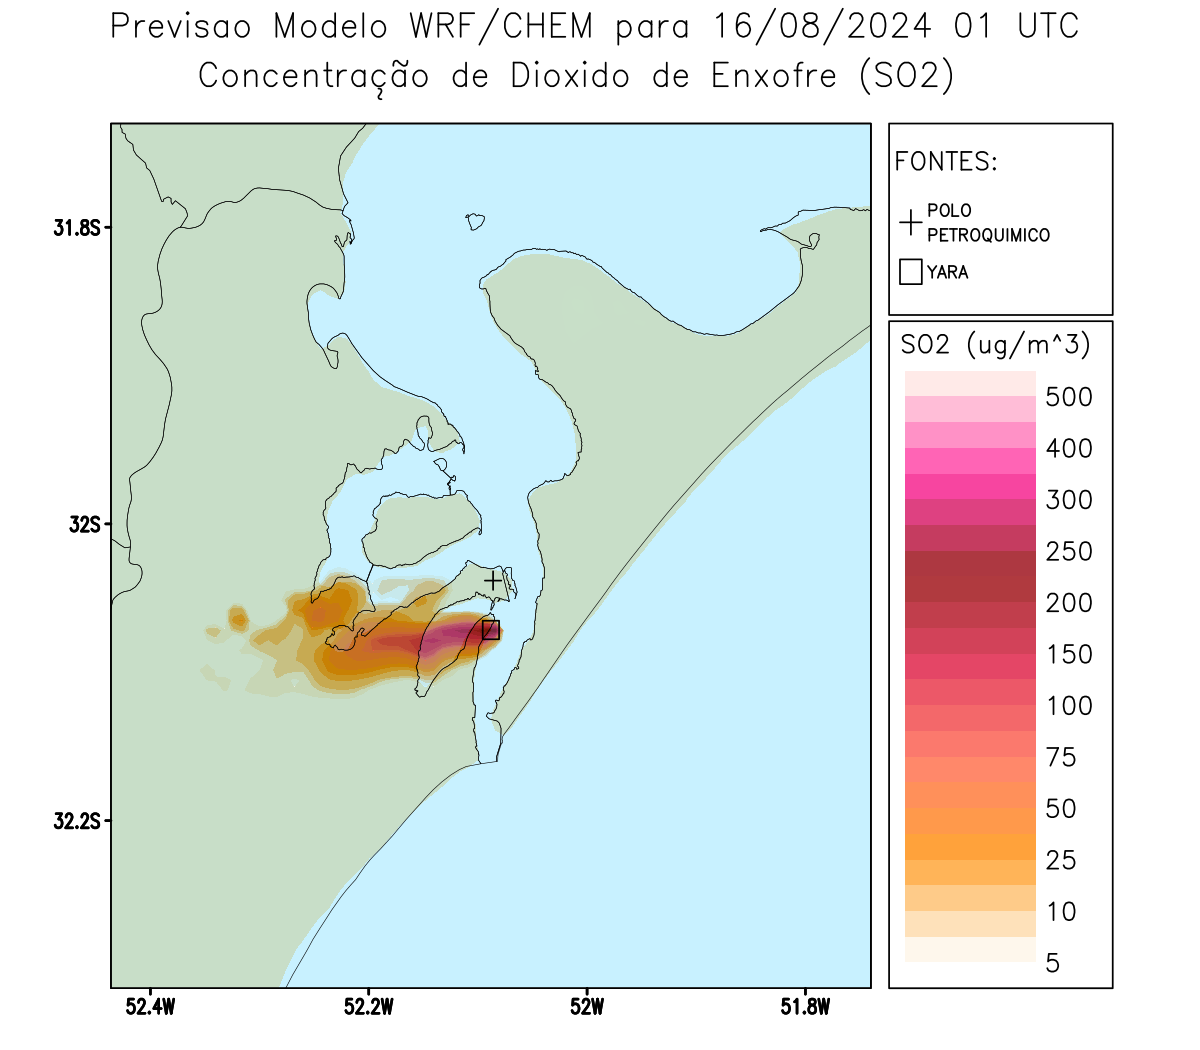 Previsao Modelo WRF/CHEM para 16/08/2024 01 UTC
Concentração de Dioxido de Enxofre (SO2)
FONTES:
POLO
PETROQUIMICO
YARA
31.8S
32S
32.2S
52.4W
52.2W
52W
51.8W
SO2 (ug/m^3)
500
400
300
250
200
150
100
75
50
25
10
5